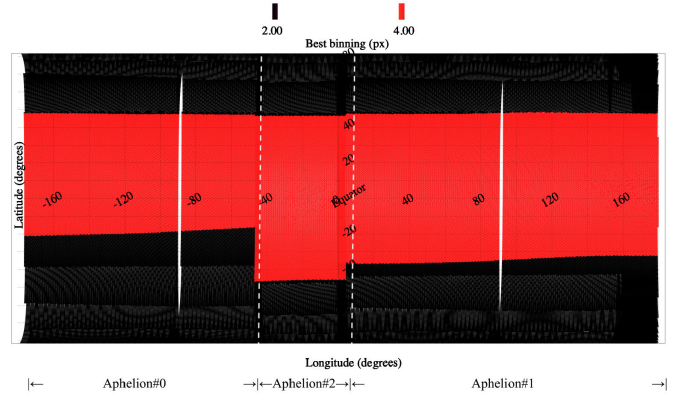 2.00 4.00
Best binning (px)
40
20
-160 -120 -80 -40 0 Equator 40 80 120 160
-20
Latitude (degrees)
Longitude (degrees)
|← Aphelion#0 →|← Aphelion#2 →|← Aphelion#1 →|